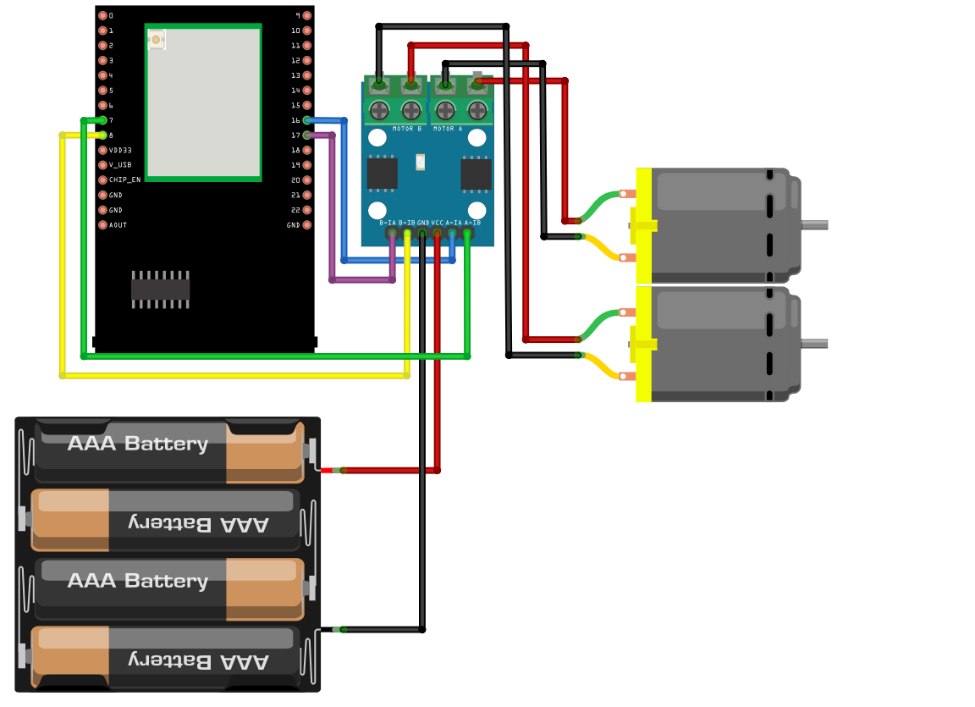 0
1
2
3
4
5
6
7
8
VDD33
V_USB
CHIP_EN
GND
GND
AOUT
9
10
11
12
13
14
15
16
17
18
19
20
21
22
GND
MOTOR B MOTOR A
B-IA B-IB GND VCC A-IA A-IB
AAA Battery
AAA Battery
AAA Battery
AAA Battery